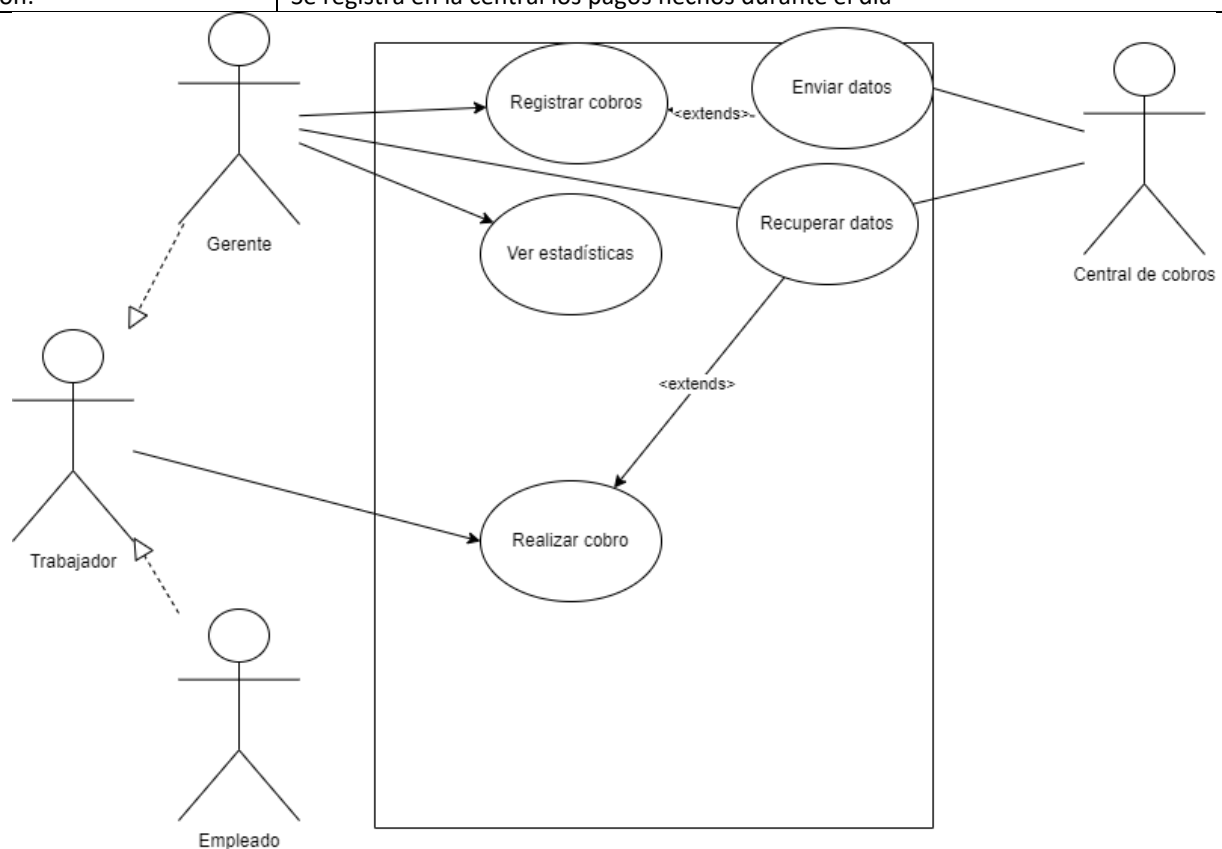 ón:
Se registra en la central los pagos hechos durante el día
Registrar cobros
<extends>
Enviar datos
Gerente
Ver estadísticas
Recuperar datos
Central de cobros
<extends>
Trabajador
Realizar cobro
Empleado